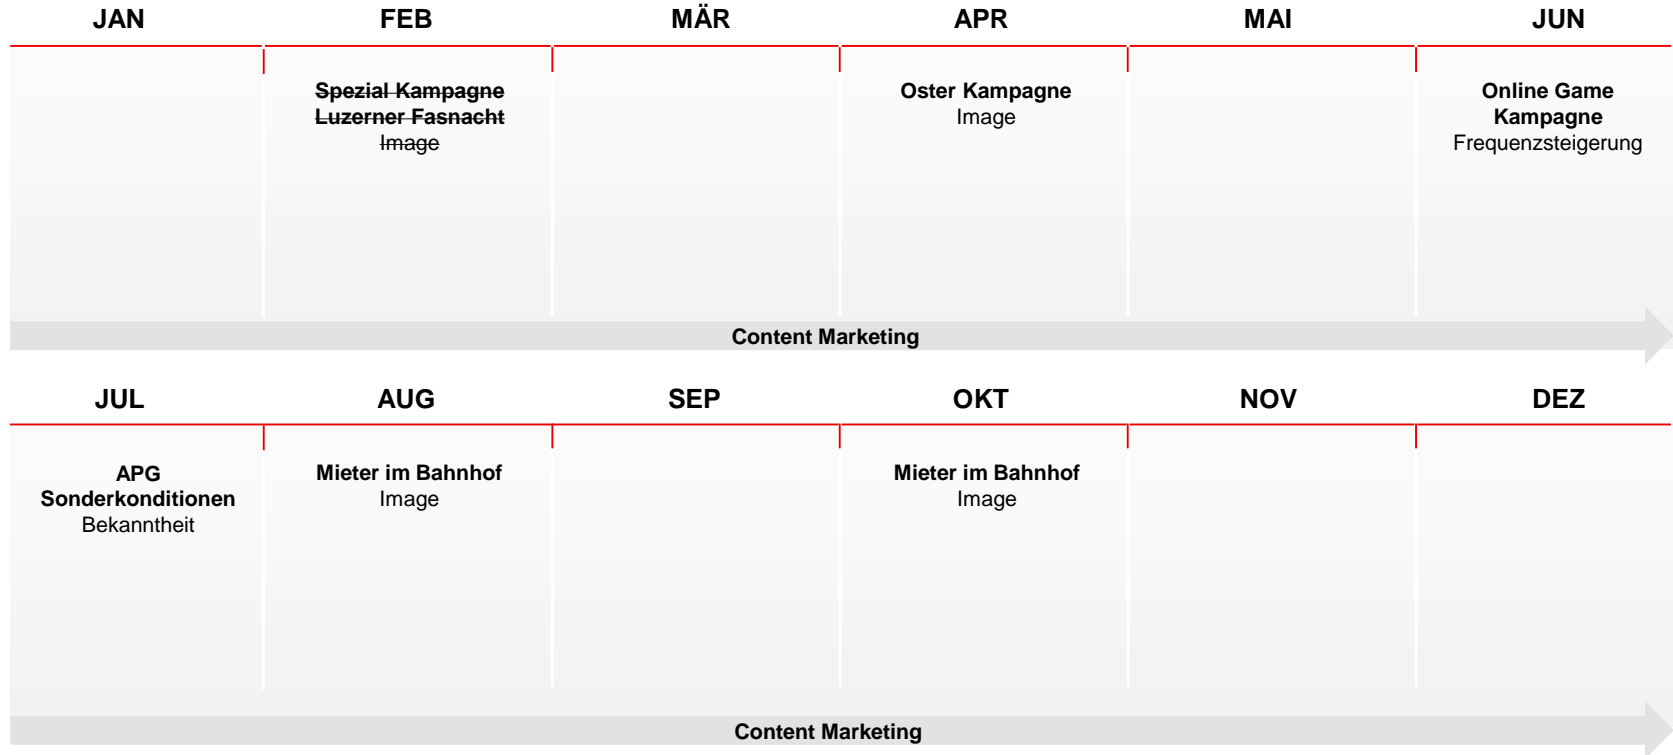 JAN FEB MÄR APR MAI JUN
Spezial Kampagne
Luzerner Fasnacht
Image
Oster Kampagne
Image
Online Game
Kampagne
Frequenzsteigerung
Content Marketing
JUL AUG SEP OKT NOV DEZ
APG
Sonderkonditionen
Bekanntheit
Mieter im Bahnhof
Image
Mieter im Bahnhof
Image
Content Marketing